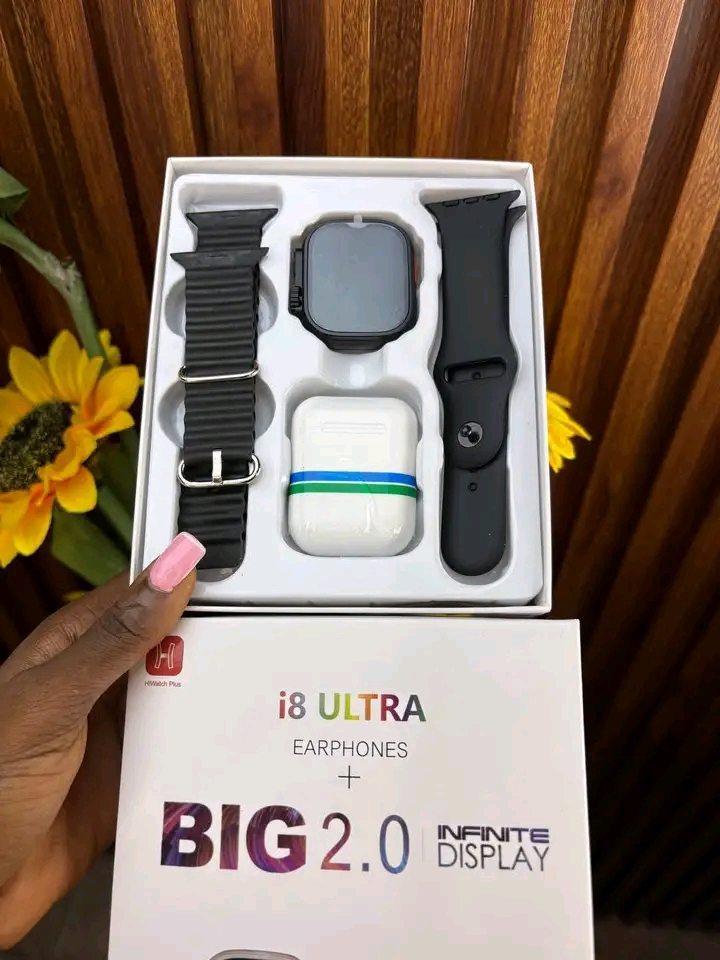 HiWatch Plus
i8 ULTRA
EARPHONES
+
BIG 2.0
INFINITE
DISPLAY